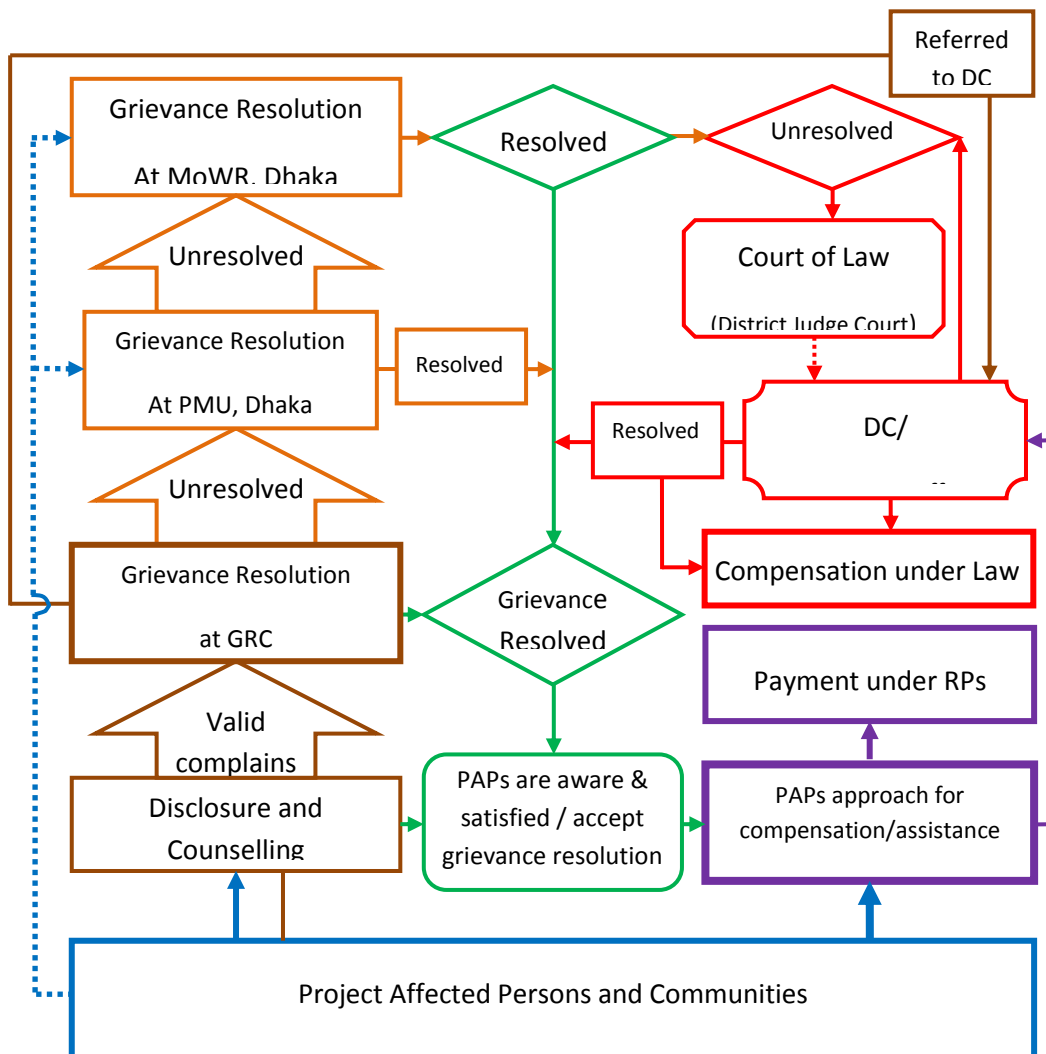 Referred
to DC
Grievance Resolution
At MoWR, Dhaka
Resolved
Unresolved
Unresolved
Court of Law
(District Judge Court)
Grievance Resolution
At PMU, Dhaka
Resolved
Resolved
DC/
Unresolved
Grievance Resolution
at GRC
Grievance
Resolved
Compensation under Law
Valid
complains
Payment under RPs
Disclosure and
Counselling
PAPs are aware &
satisfied / accept
grievance resolution
PAPs approach for
compensation/assistance
Project Affected Persons and Communities